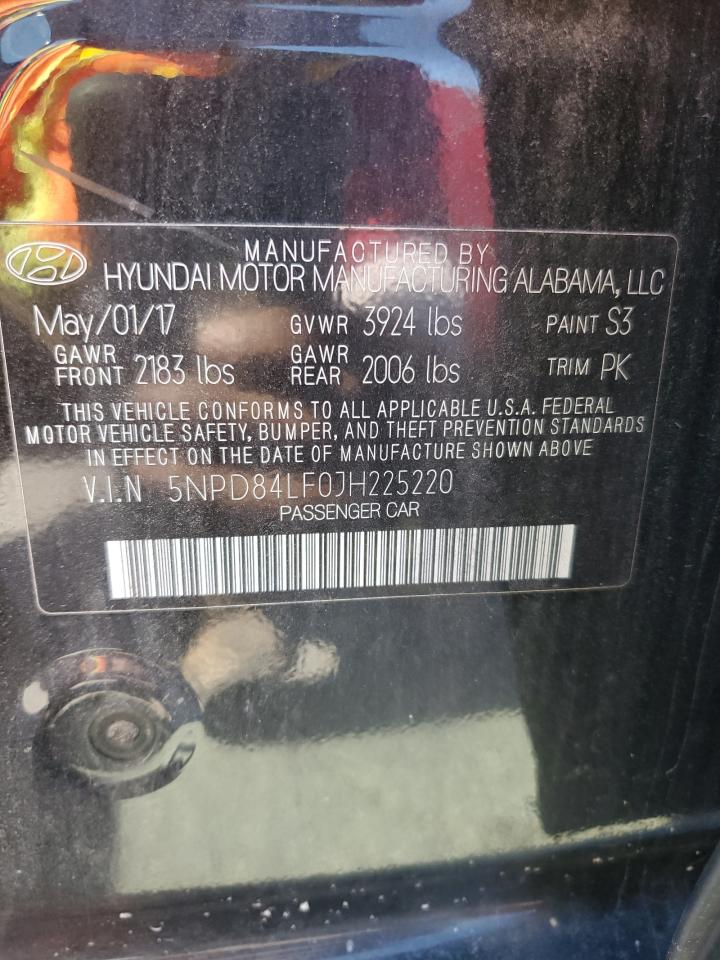 MANUFACTURED BY
HYUNDAI MOTOR MANUFACTURING ALABAMA, LLC
May/01/17 GVWR 3924 lbs PAINT S3
GAWR FRONT 2183 lbs GAWR REAR 2006 lbs TRIM PK
THIS VEHICLE CONFORMS TO ALL APPLICABLE U.S.A. FEDERAL
MOTOR VEHICLE SAFETY, BUMPER, AND THEFT PREVENTION STANDARDS
IN EFFECT ON THE DATE OF MANUFACTURE SHOWN ABOVE
V.I.N 5NPD84LF0JH225220
PASSENGER CAR